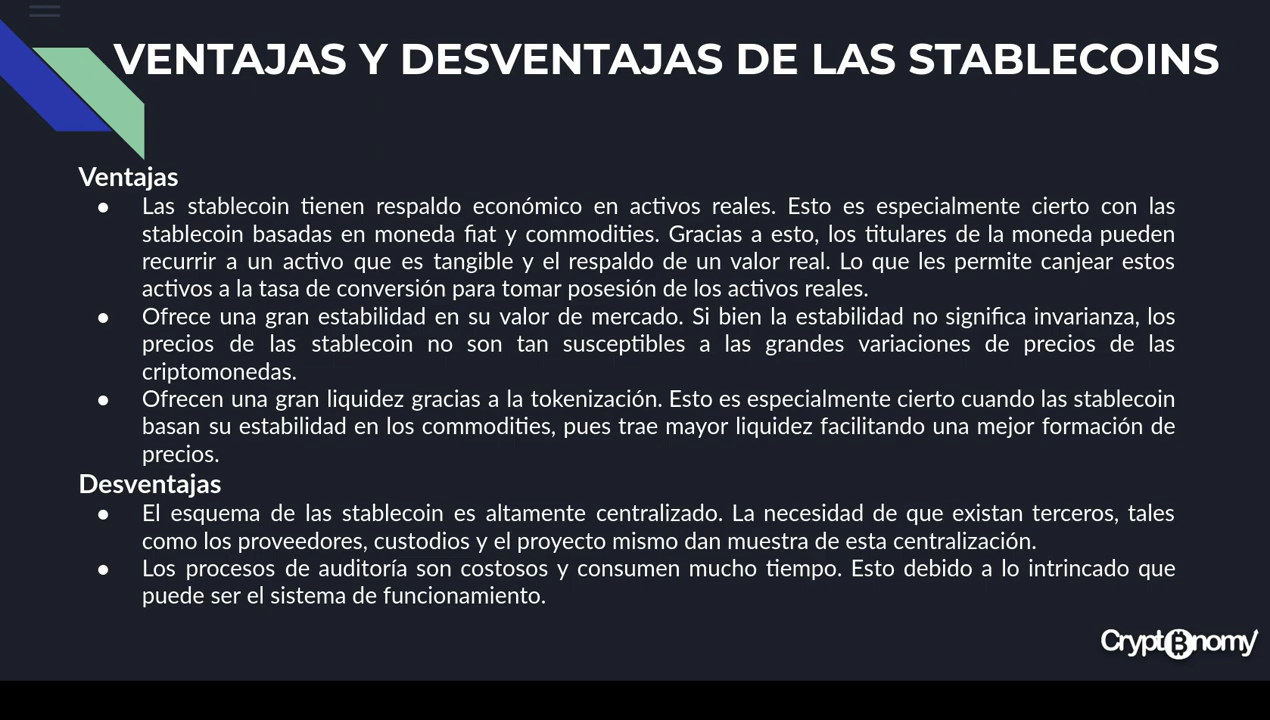 VENTAJAS Y DESVENTAJAS DE LAS STABLECOINS
Ventajas
● Las stablecoin tienen respaldo económico en activos reales. Esto es especialmente cierto con las
stablecoin basadas en moneda fiat y commodities. Gracias a esto, los titulares de la moneda pueden
recurrir a un activo que es tangible y el respaldo de un valor real. Lo que les permite canjear estos
activos a la tasa de conversión para tomar posesión de los activos reales.
● Ofrece una gran estabilidad en su valor de mercado. Si bien la estabilidad no significa invarianza, los
precios de las stablecoin no son tan susceptibles a las grandes variaciones de precios de las
criptomonedas.
● Ofrecen una gran liquidez gracias a la tokenización. Esto es especialmente cierto cuando las stablecoin
basan su estabilidad en los commodities, pues trae mayor liquidez facilitando una mejor formación de
precios.
Desventajas
● El esquema de las stablecoin es altamente centralizado. La necesidad de que existan terceros, tales
como los proveedores, custodios y el proyecto mismo dan muestra de esta centralización.
● Los procesos de auditoría son costosos y consumen mucho tiempo. Esto debido a lo intrincado que
puede ser el sistema de funcionamiento.
Crypt₿nomy